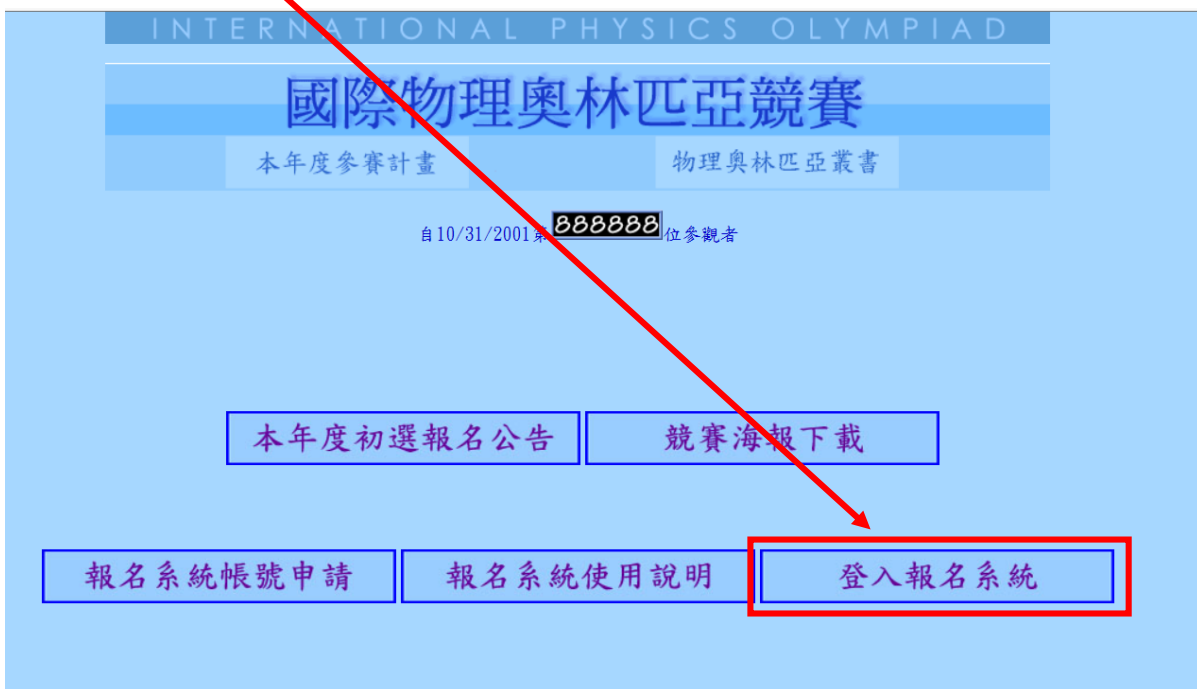 INTERNATIONAL PHYSICS OLYMPIAD
國際物理奧林匹亞競賽
本年度參賽計畫 物理奧林匹亞叢書
自10/31/2001第888888位參觀者
本年度初選報名公告 競賽海報下載
報名系統帳號申請 報名系統使用說明 登入報名系統